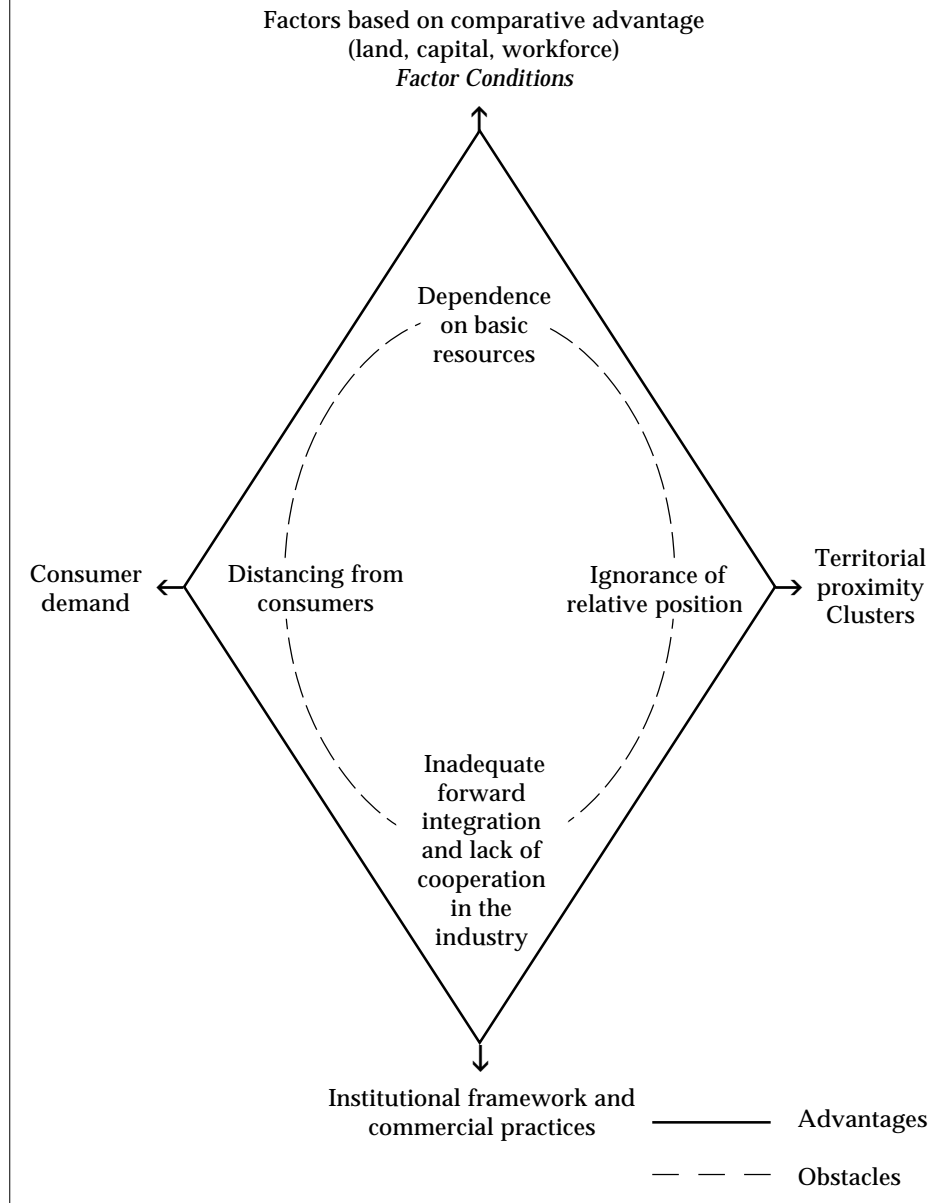 Factors based on comparative advantage
(land, capital, workforce)
Factor Conditions
Dependence
on basic
resources
Consumer
demand
Distancing from
consumers
Ignorance of
relative position
Territorial
proximity
Clusters
Inadequate
forward
integration
and lack of
cooperation
in the
industry
Institutional framework and
commercial practices
Advantages
Obstacles